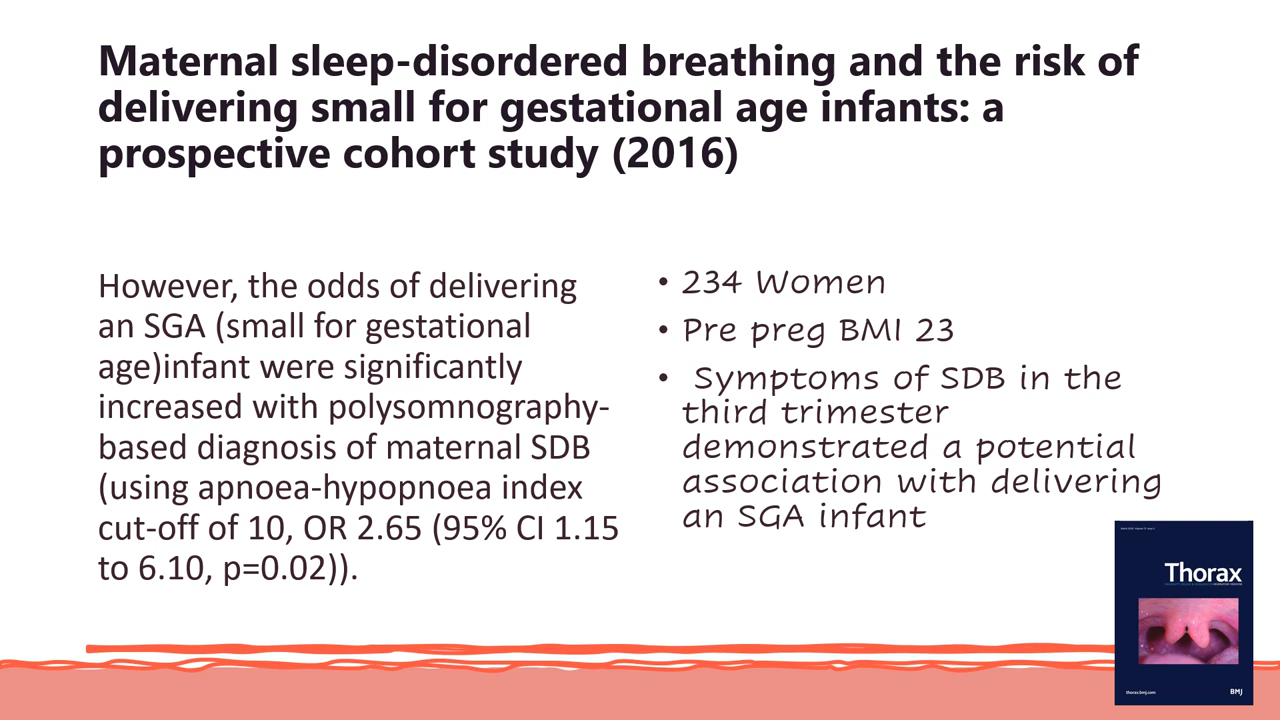 Maternal sleep-disordered breathing and the risk of
delivering small for gestational age infants: a
prospective cohort study (2016)
However, the odds of delivering
an SGA (small for gestational
age)infant were significantly
increased with polysomnography-
based diagnosis of maternal SDB
(using apnoea-hypopnoea index
cut-off of 10, OR 2.65 (95% CI 1.15
to 6.10, p=0.02)).
• 234 Women
• Pre preg BMI 23
• Symptoms of SDB in the
third trimester
demonstrated a potential
association with delivering
an SGA infant
Thorax
thorax.bmj.com
BMJ